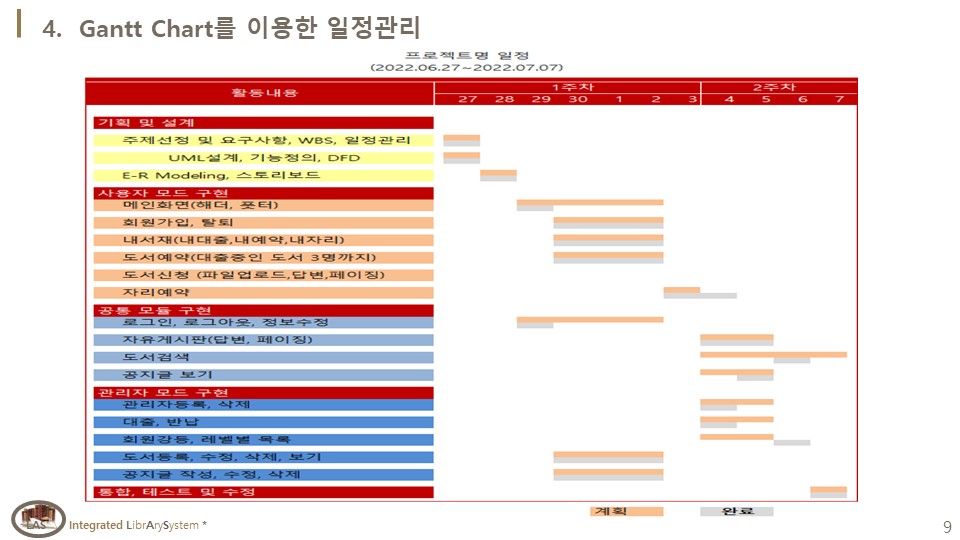 4. Gantt Chart를 이용한 일정관리
프로젝트명 일정
(2022.06.27~2022.07.07)
활동내용 1주차 2주차
27 28 29 30 1 2 3 4 5 6 7
기획 및 설계
주제선정 및 요구사항, WBS, 일정관리
UML설계, 기능정의, DFD
E-R Modeling, 스토리보드
사용자 모드 구현
메인화면(해더, 풋터)
회원가입, 탈퇴
내서재(내대출,내예약,내자리)
도서예약(대출중인 도서 3명까지)
도서신청 (파일업로드,답변,페이징)
자리예약
공통 모듈 구현
로그인, 로그아웃, 정보수정
자유게시판(답변, 페이징)
도서검색
공지글 보기
관리자 모드 구현
관리자등록, 삭제
대출, 반납
회원강등, 레벨별 목록
도서등록, 수정, 삭제, 보기
공지글 작성, 수정, 삭제
통합, 테스트 및 수정
계획 완료
LAS Integrated LibrArySystem *
9